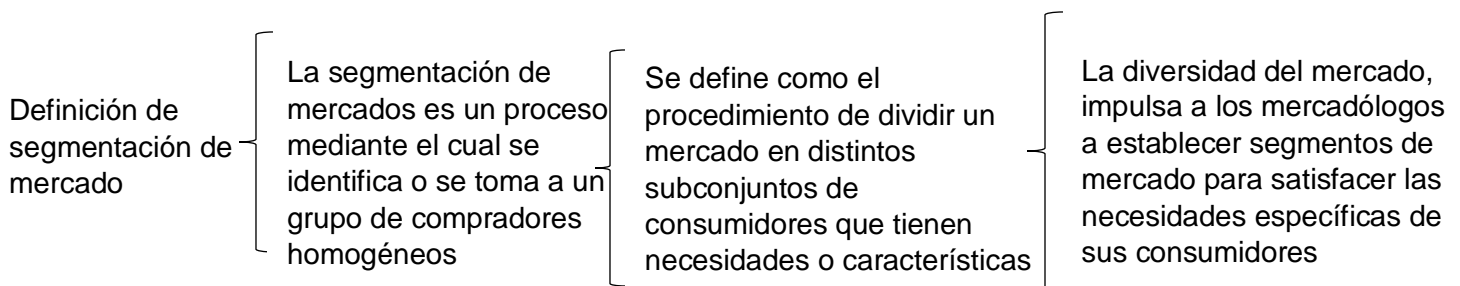 Definición de
segmentación de
mercado
La segmentación de
mercados es un proceso
mediante el cual se
identifica o se toma a un
grupo de compradores
homogéneos
Se define como el
procedimiento de dividir un
mercado en distintos
subconjuntos de
consumidores que tienen
necesidades o características
La diversidad del mercado,
impulsa a los mercadólogos
a establecer segmentos de
mercado para satisfacer las
necesidades específicas de
sus consumidores